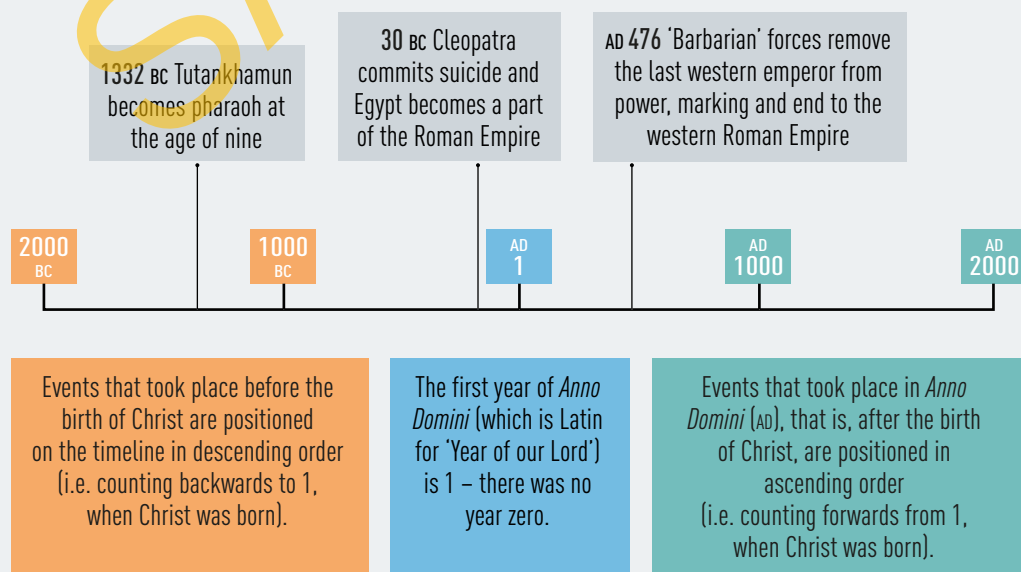 1332 BC Tutankhamun
becomes pharaoh at
the age of nine
30 BC Cleopatra
commits suicide and
Egypt becomes a part
of the Roman Empire
AD 476 ‘Barbarian’ forces remove
the last western emperor from
power, marking and end to the
western Roman Empire
2000
BC
1000
BC
AD
1
AD
1000
AD
2000
Events that took place before the
birth of Christ are positioned
on the timeline in descending order
(i.e. counting backwards to 1,
when Christ was born).
The first year of Anno
Domini (which is Latin
for ‘Year of our Lord’)
is 1 – there was no
year zero.
Events that took place in Anno
Domini (AD), that is, after the birth
of Christ, are positioned in
ascending order
(i.e. counting forwards from 1,
when Christ was born).